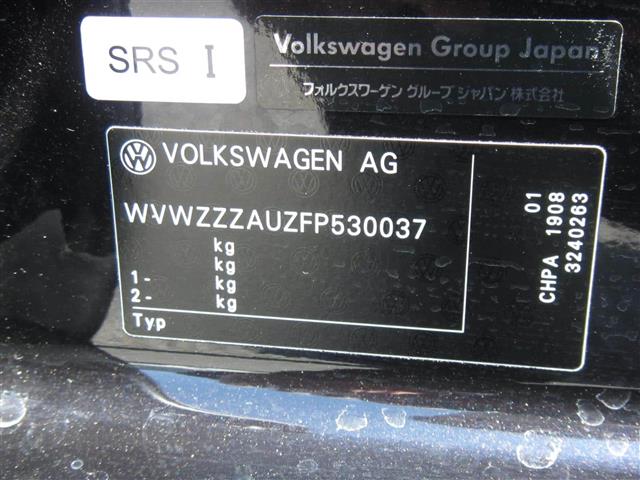 SRS I
Volkswagen Group Japan
フォルクスワーゲン グループ ジャパン 株式会社
VOLKSWAGEN AG
WVWZZZAUZFP530037
kg
kg
1- kg
2- kg
Typ
01
CHPA 1908
3240263